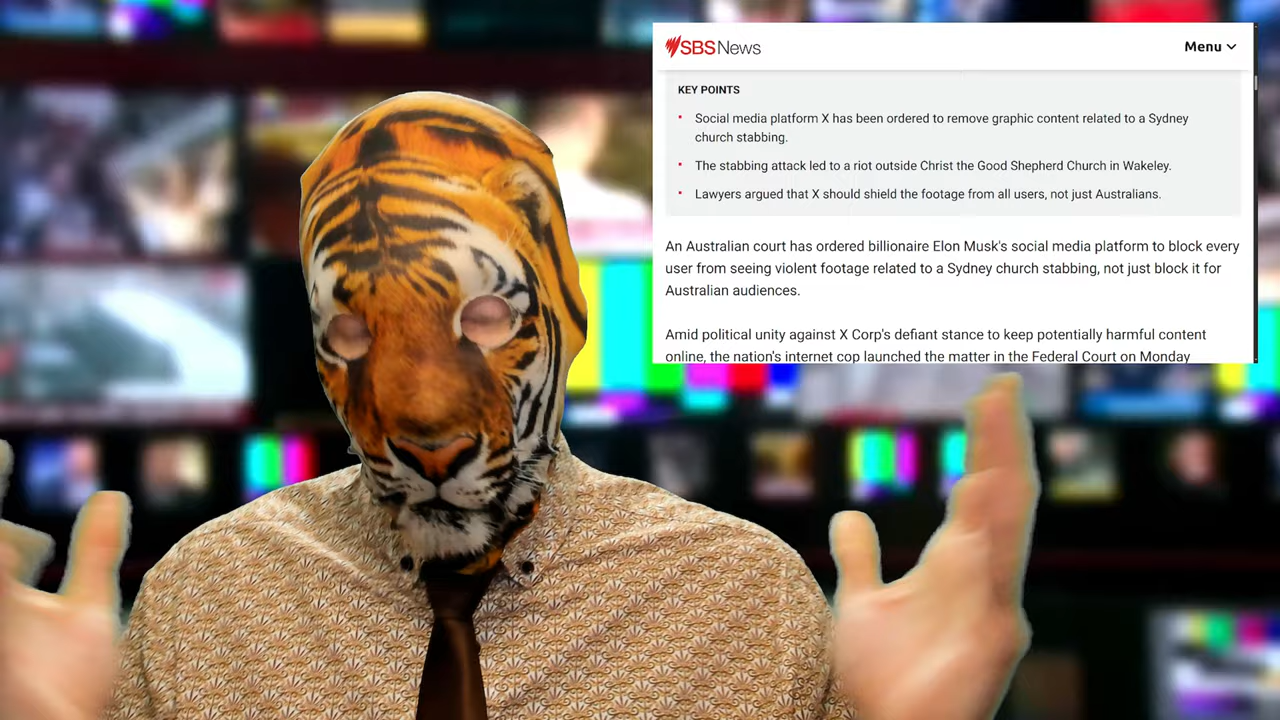 SBS News
Menu
KEY POINTS
Social media platform X has been ordered to remove graphic content related to a Sydney
church stabbing.
The stabbing attack led to a riot outside Christ the Good Shepherd Church in Wakeley.
Lawyers argued that X should shield the footage from all users, not just Australians.
An Australian court has ordered billionaire Elon Musk's social media platform to block every
user from seeing violent footage related to a Sydney church stabbing, not just block it for
Australian audiences.
Amid political unity against X Corp's defiant stance to keep potentially harmful content
online, the nation's internet cop launched the matter in the Federal Court on Monday